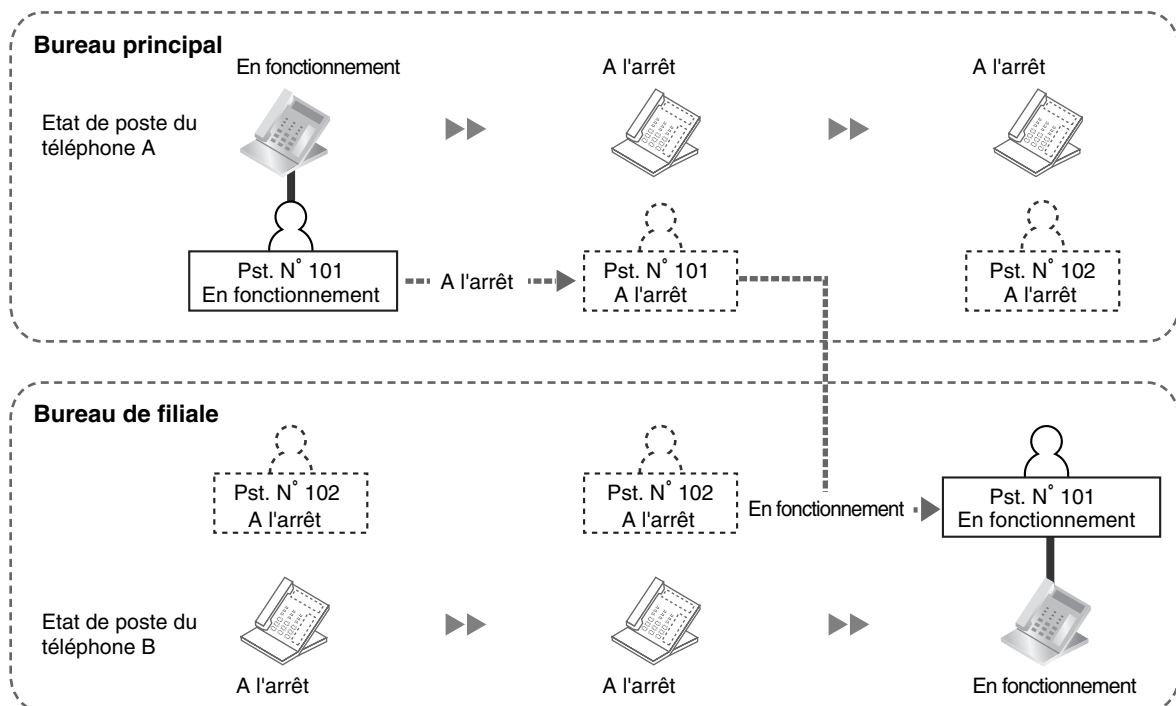 Bureau principal
En fonctionnement
A l'arrêt
A l'arrêt
Etat de poste du
téléphone A
Pst. N° 101
En fonctionnement
A l'arrêt
Pst. N° 101
A l'arrêt
Pst. N° 102
A l'arrêt
Bureau de filiale
Pst. N° 102
A l'arrêt
Pst. N° 102
A l'arrêt
En fonctionnement
Pst. N° 101
En fonctionnement
Etat de poste du
téléphone B
A l'arrêt
A l'arrêt
En fonctionnement